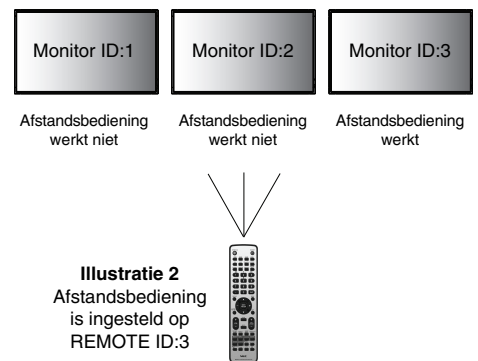 Monitor ID:1
Monitor ID:2
Monitor ID:3
Afstandsbediening
werkt niet
Afstandsbediening
werkt niet
Afstandsbediening
werkt
Illustratie 2
Afstandsbediening
is ingesteld op
REMOTE ID:3